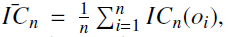 $\bar{IC}_n = \frac{1}{n} \sum_{i=1}^{n} IC_n(o_i),$